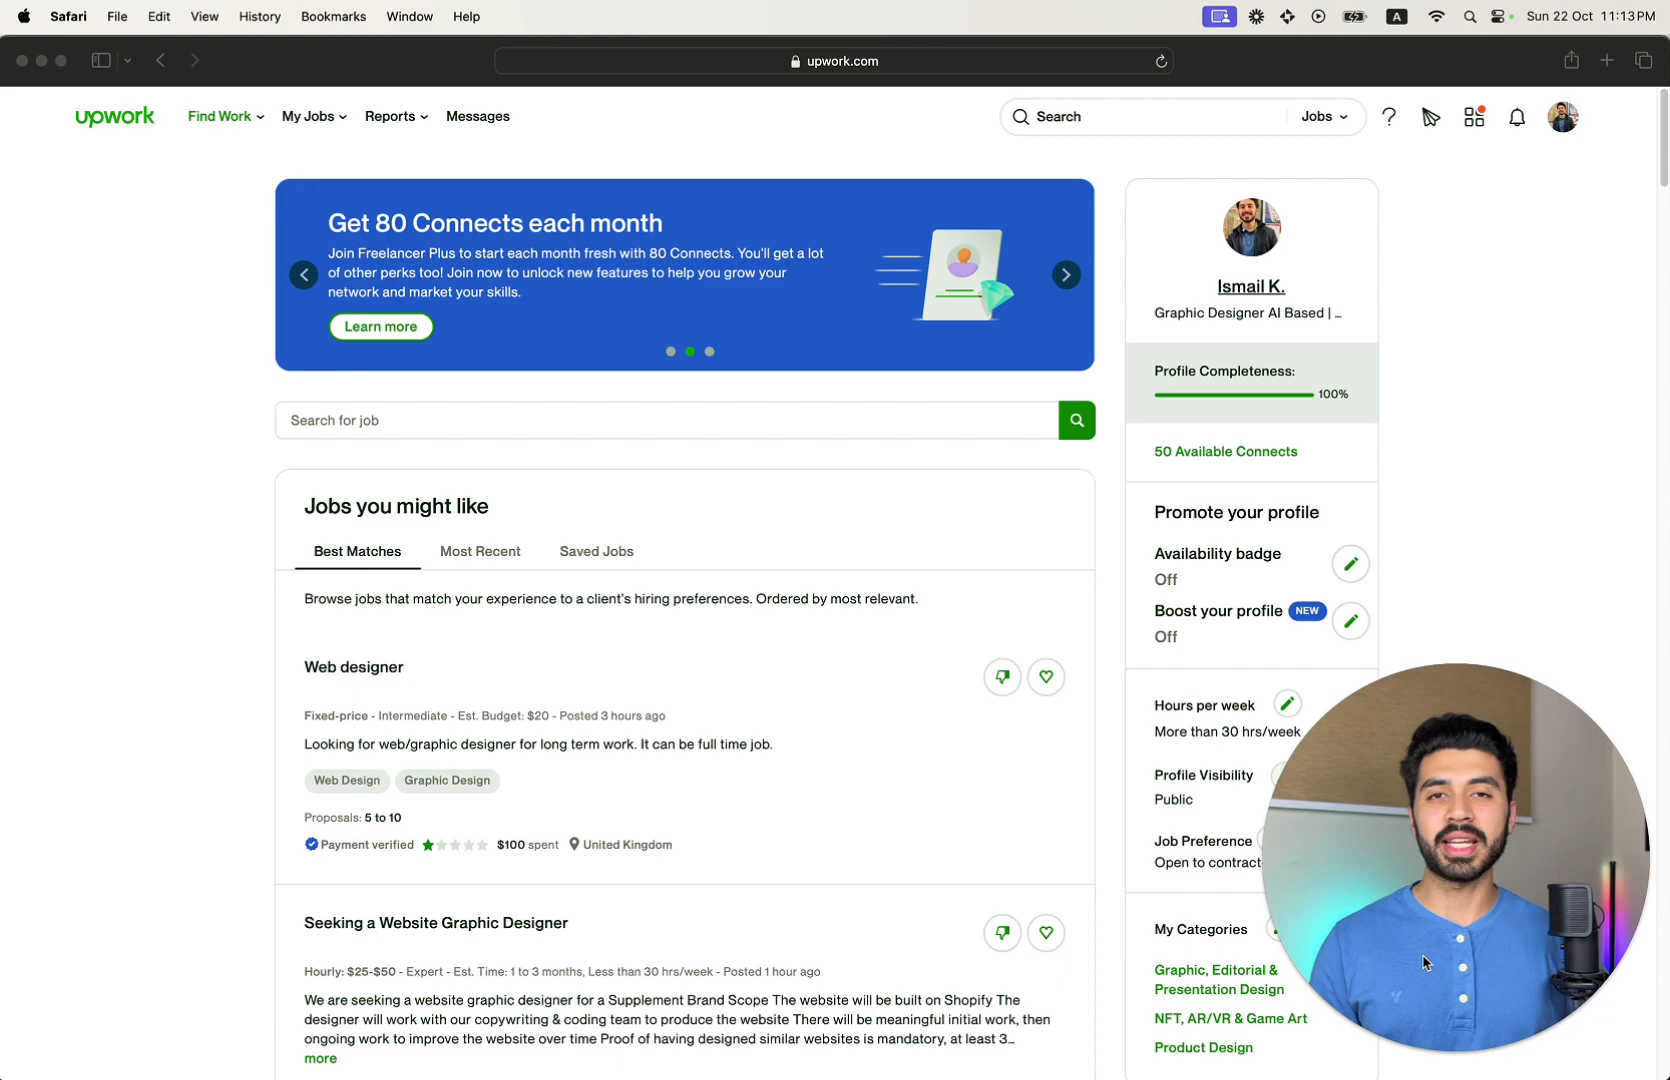 Safari File Edit View History Bookmarks Window Help
A Sun 22 Oct 11:13 PM
upwork.com
upwork Find Work My Jobs Reports Messages
Search Jobs
Get 80 Connects each month
Join Freelancer Plus to start each month fresh with 80 Connects. You'll get a lot
of other perks too! Join now to unlock new features to help you grow your
network and market your skills.
Learn more
Search for job
Jobs you might like
Best Matches Most Recent Saved Jobs
Browse jobs that match your experience to a client's hiring preferences. Ordered by most relevant.
Web designer
Fixed-price - Intermediate - Est. Budget: $20 - Posted 3 hours ago
Looking for web/graphic designer for long term work. It can be full time job.
Web Design Graphic Design
Proposals: 5 to 10
Payment verified $100 spent United Kingdom
Seeking a Website Graphic Designer
Hourly: $25-$50 - Expert - Est. Time: 1 to 3 months, Less than 30 hrs/week - Posted 1 hour ago
We are seeking a website graphic designer for a Supplement Brand Scope The website will be built on Shopify The
designer will work with our copywriting & coding team to produce the website There will be meaningful initial work, then
ongoing work to improve the website over time Proof of having designed similar websites is mandatory, at least 3...
more
Ismail K.
Graphic Designer AI Based | ...
Profile Completeness:
100%
50 Available Connects
Promote your profile
Availability badge
Off
Boost your profile NEW
Off
Hours per week
More than 30 hrs/week
Profile Visibility
Public
Job Preference
Open to contract
My Categories
Graphic, Editorial &
Presentation Design
NFT, AR/VR & Game Art
Product Design